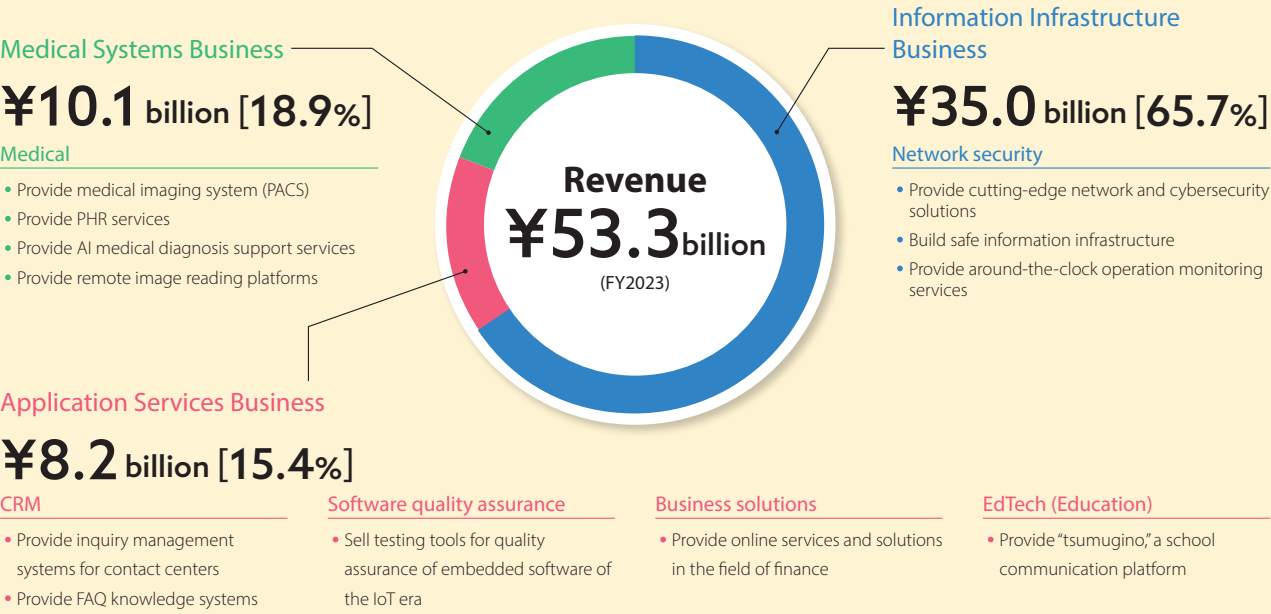 Medical Systems Business
¥10.1 billion [18.9%]
Medical
• Provide medical imaging system (PACS)
• Provide PHR services
• Provide AI medical diagnosis support services
• Provide remote image reading platforms
Revenue
¥53.3billion
(FY2023)
Information Infrastructure
Business
¥35.0 billion [65.7%]
Network security
• Provide cutting-edge network and cybersecurity
solutions
• Build safe information infrastructure
• Provide around-the-clock operation monitoring
services
Application Services Business
¥8.2 billion [15.4%]
CRM
• Provide inquiry management
systems for contact centers
• Provide FAQ knowledge systems
Software quality assurance
• Sell testing tools for quality
assurance of embedded software of
the IoT era
Business solutions
• Provide online services and solutions
in the field of finance
EdTech (Education)
• Provide “tsumugino,” a school
communication platform